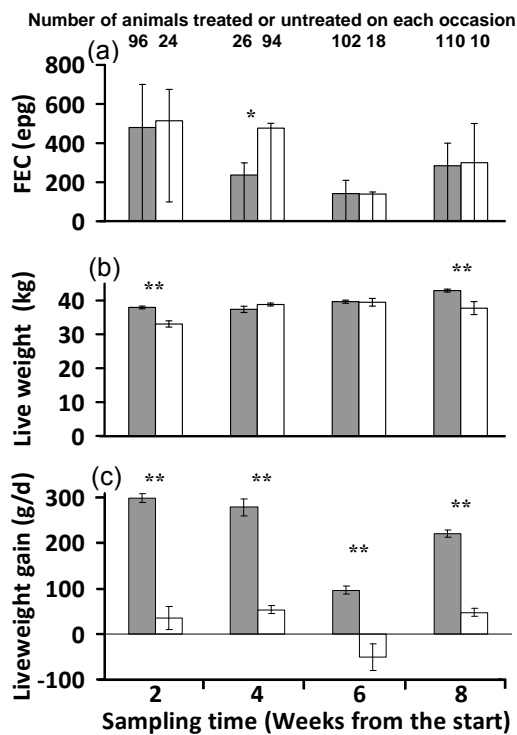 Number of animals treated or untreated on each occasion
96 24 26 94 102 18 110 10
(a)
FEC (epg)
800
600
400
200
0
*
(b)
Live weight (kg)
40
30
20
10
0
**
**
(c)
Liveweight gain (g/d)
300
200
100
0
-100
**
**
**
**
2 4 6 8
Sampling time (Weeks from the start)